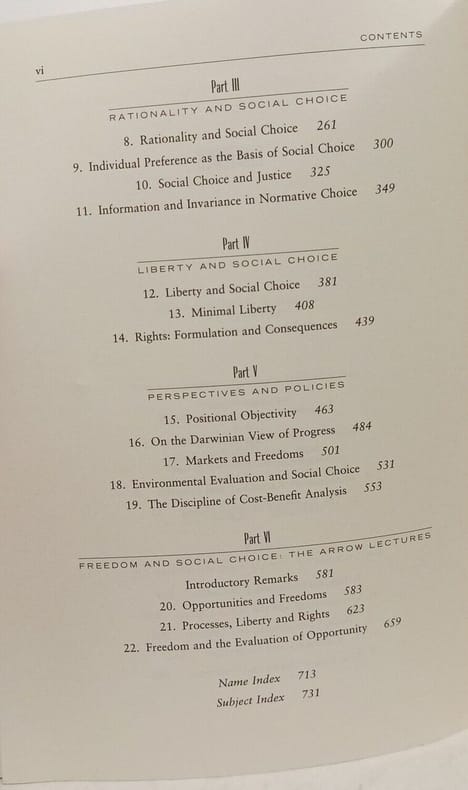 vi
CONTENTS
Part III
RATIONALITY AND SOCIAL CHOICE
8. Rationality and Social Choice 261
9. Individual Preference as the Basis of Social Choice 300
10. Social Choice and Justice 325
11. Information and Invariance in Normative Choice 349
Part IV
LIBERTY AND SOCIAL CHOICE
12. Liberty and Social Choice 381
13. Minimal Liberty 408
14. Rights: Formulation and Consequences 439
Part V
PERSPECTIVES AND POLICIES
15. Positional Objectivity 463
16. On the Darwinian View of Progress 484
17. Markets and Freedoms 501
18. Environmental Evaluation and Social Choice 531
19. The Discipline of Cost-Benefit Analysis 553
Part VI
FREEDOM AND SOCIAL CHOICE: THE ARROW LECTURES
Introductory Remarks 581
20. Opportunities and Freedoms 583
21. Processes, Liberty and Rights 623
22. Freedom and the Evaluation of Opportunity 659
Name Index 713
Subject Index 731